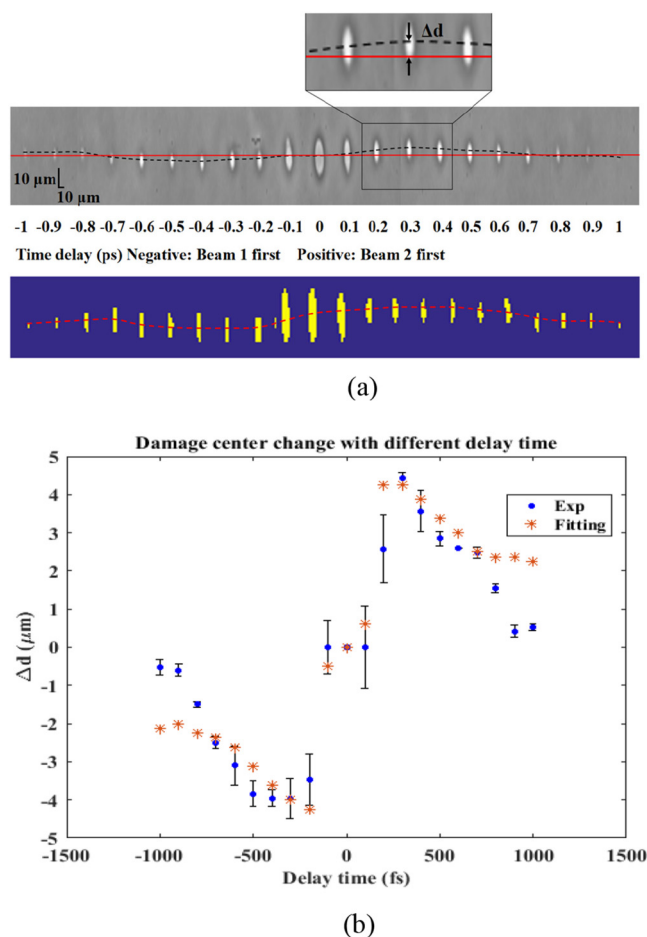 Δd
10 μm
10 μm
-1 -0.9 -0.8 -0.7 -0.6 -0.5 -0.4 -0.3 -0.2 -0.1 0 0.1 0.2 0.3 0.4 0.5 0.6 0.7 0.8 0.9 1
Time delay (ps) Negative: Beam 1 first Positive: Beam 2 first
(a)
Damage center change with different delay time
5
4
3
2
1
0
-1
-2
-3
-4
-5
Δd (μm)
Exp
Fitting
-1500 -1000 -500 0 500 1000 1500
Delay time (fs)
(b)